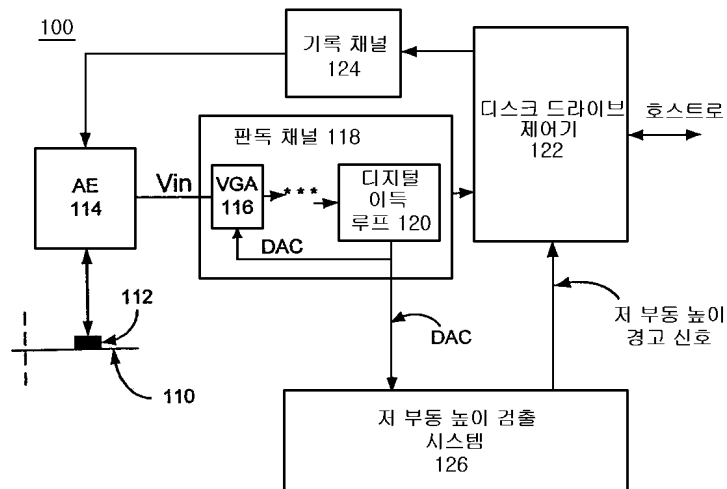 100
기록 채널
124
디스크 드라이브
제어기
122
호스트로
판독 채널 118
AE
114
Vin
VGA
116
***
디지털
이득
루프 120
DAC
112
110
DAC
저 부동 높이
경고 신호
저 부동 높이 검출
시스템
126